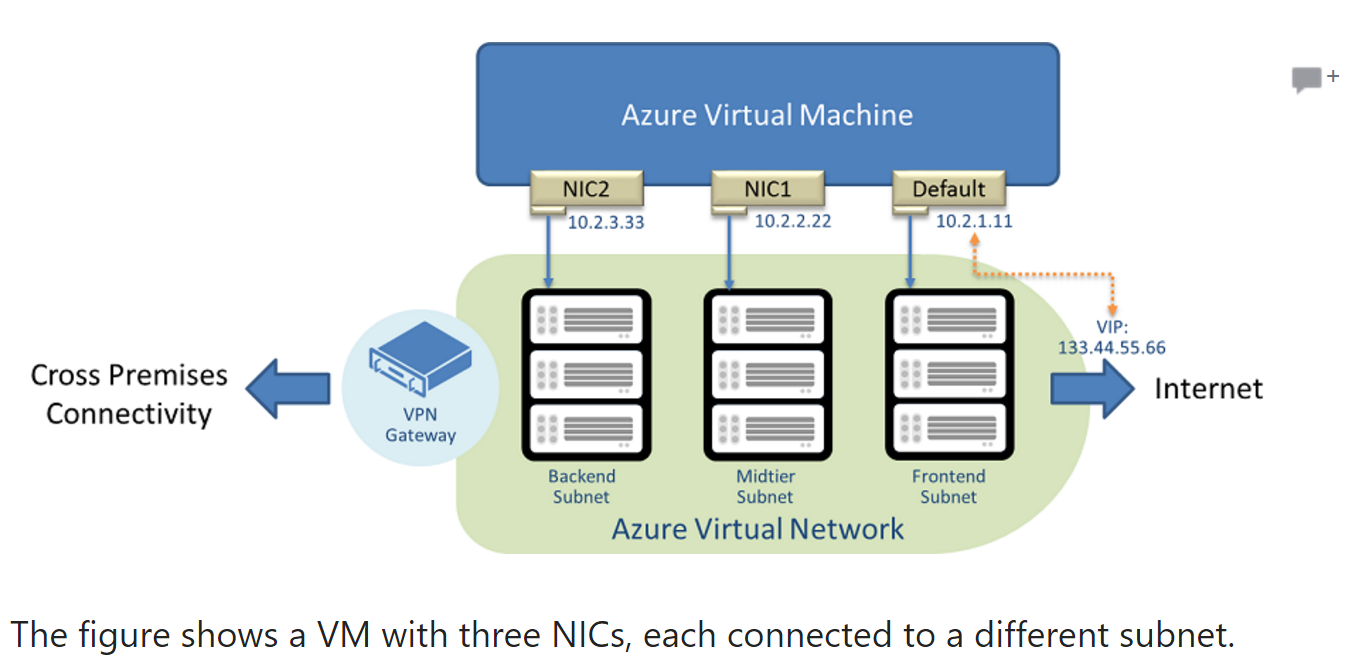 Azure Virtual Machine
NIC2
NIC1
Default
10.2.3.33
10.2.2.22
10.2.1.11
VIP:
133.44.55.66
Cross Premises
Connectivity
VPN
Gateway
Internet
Backend
Subnet
Midtier
Subnet
Frontend
Subnet
Azure Virtual Network
The figure shows a VM with three NICs, each connected to a different subnet.